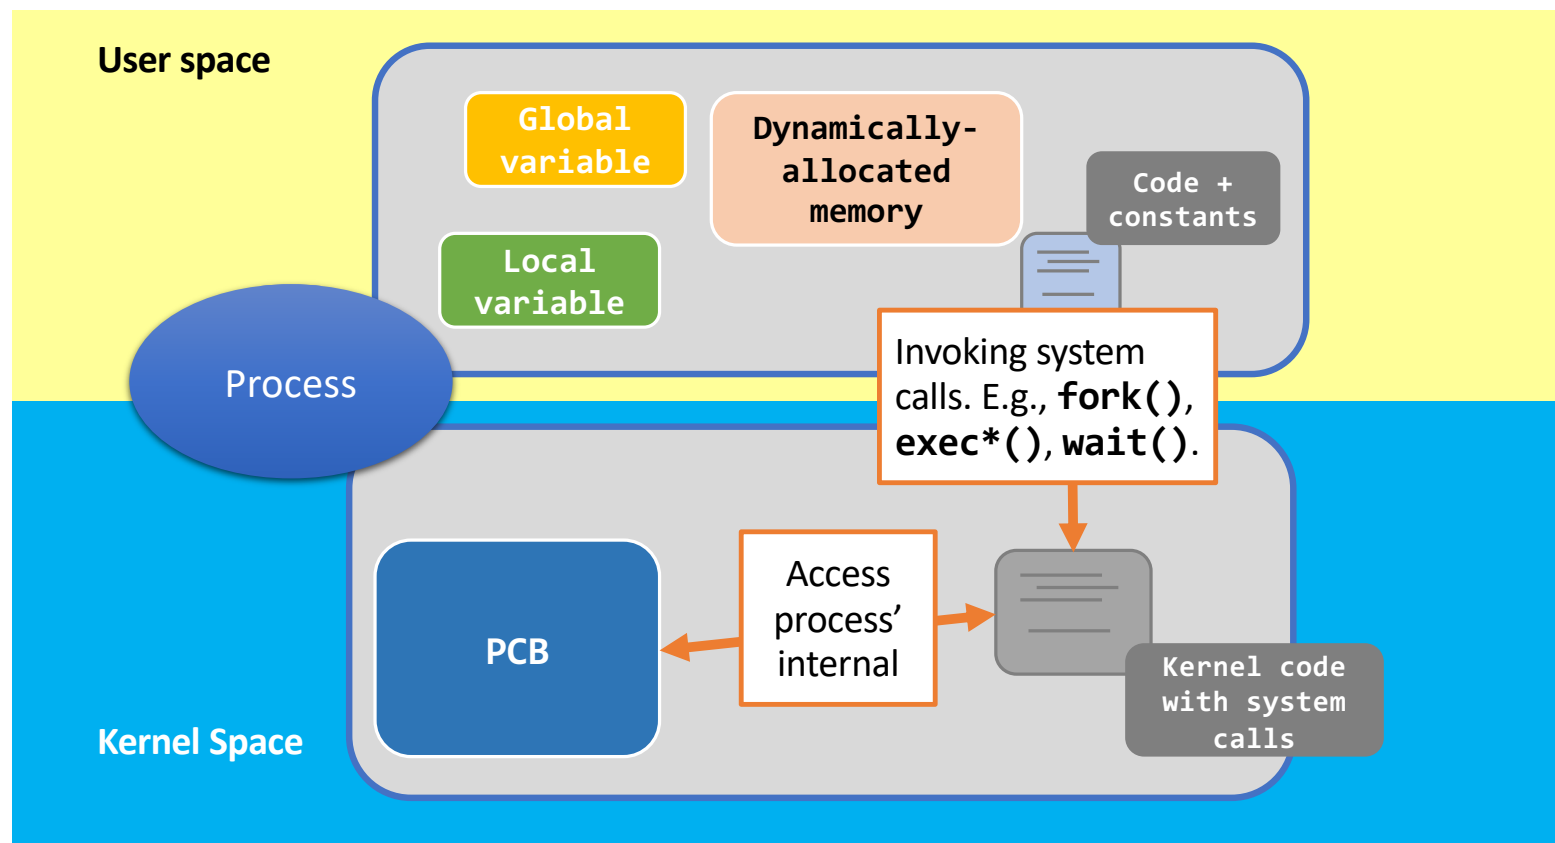 User space
Global
variable
Dynamically-
allocated
memory
Code +
constants
Local
variable
Process
Invoking system
calls. E.g., fork(),
exec*(), wait().
PCB
Access
process’
internal
Kernel code
with system
calls
Kernel Space